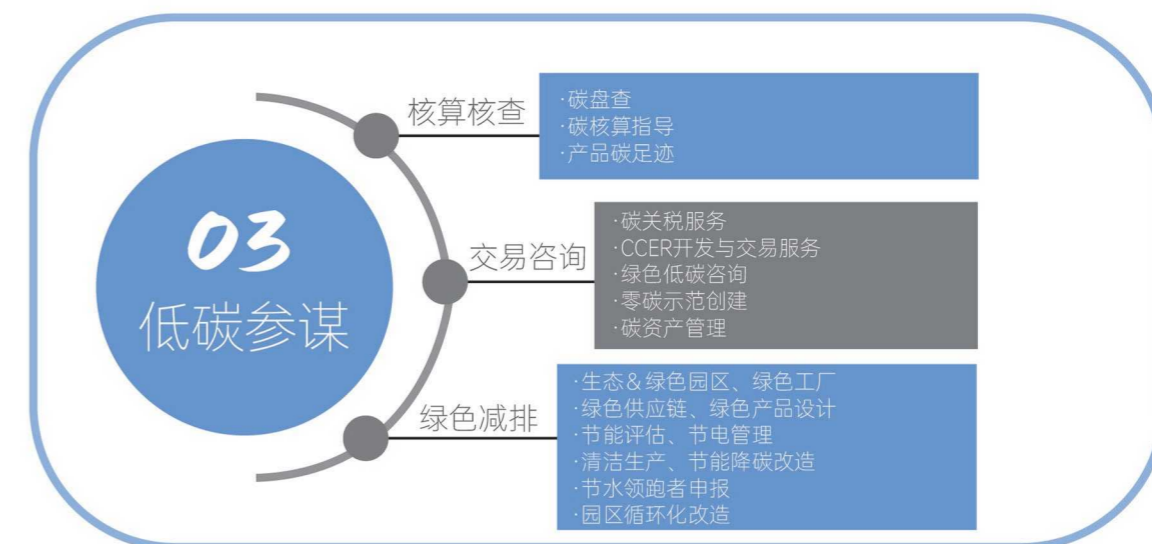 03
低碳参谋
核算核查
·碳盘查
·碳核算指导
·产品碳足迹
交易咨询
·碳关税服务
·CCER开发与交易服务
·绿色低碳咨询
·零碳示范创建
·碳资产管理
绿色减排
·生态&绿色园区、绿色工厂
·绿色供应链、绿色产品设计
·节能评估、节电管理
·清洁生产、节能降碳改造
·节水领跑者申报
·园区循环化改造